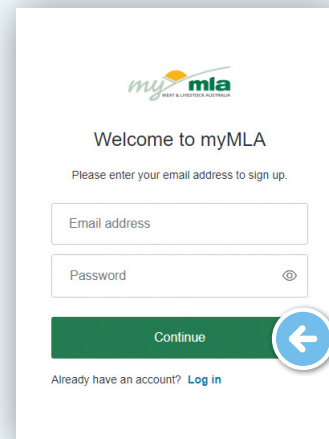 my mla
MEAT & LIVESTOCK AUSTRALIA
Welcome to myMLA
Please enter your email address to sign up.
Email address
Password
Continue
Already have an account? Log in